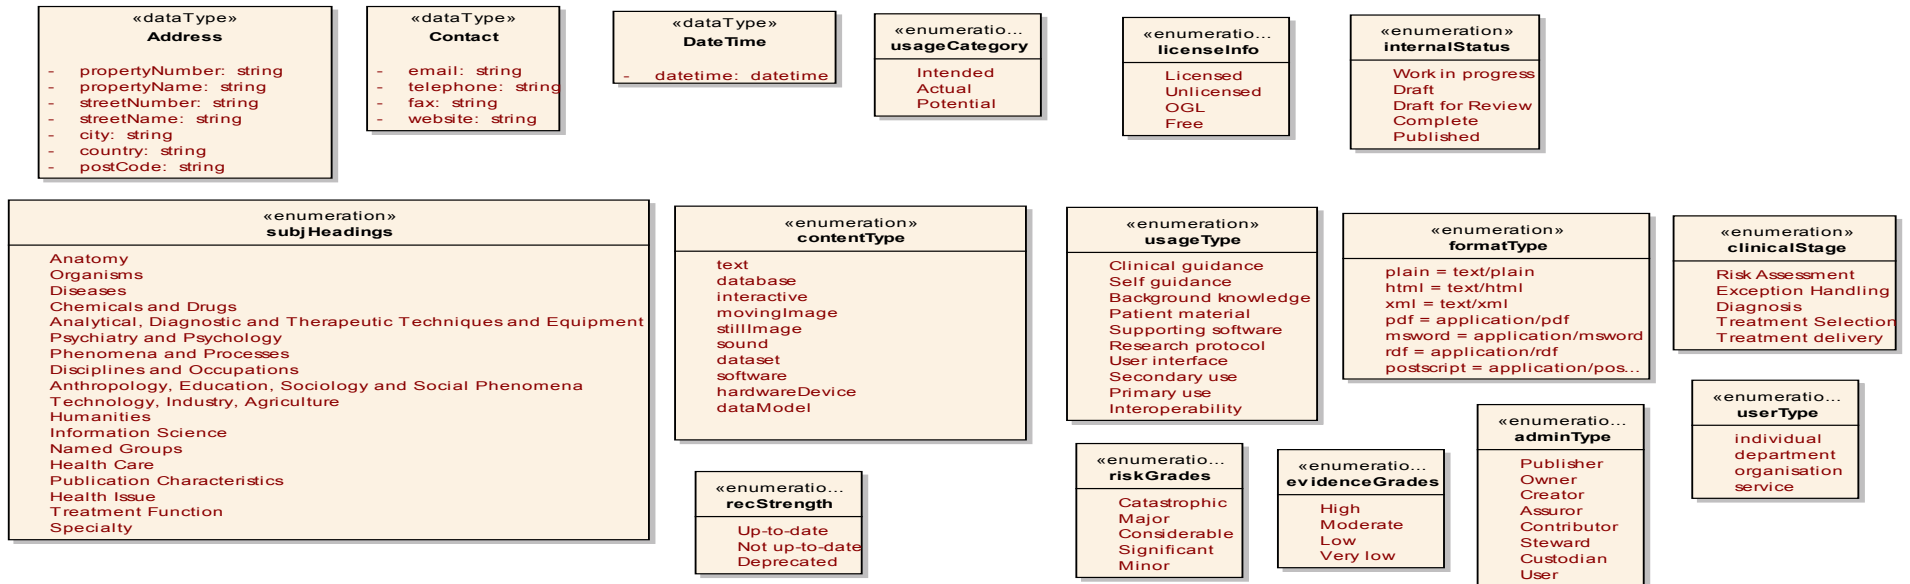 «dataType»
Address
- propertyNumber: string
- propertyName: string
- streetNumber: string
- streetName: string
- city: string
- country: string
- postCode: string
«dataType»
Contact
- email: string
- telephone: string
- fax: string
- website: string
«dataType»
DateTime
- datetime: datetime
«enumeratio...
usageCategory
Intended
Actual
Potential
«enumeratio...
licenseInfo
Licensed
Unlicensed
OGL
Free
«enumeration»
internalStatus
Work in progress
Draft
Draft for Review
Complete
Published
«enumeration»
subjHeadings
Anatomy
Organisms
Diseases
Chemicals and Drugs
Analytical, Diagnostic and Therapeutic Techniques and Equipment
Psychiatry and Psychology
Phenomena and Processes
Disciplines and Occupations
Anthropology, Education, Sociology and Social Phenomena
Technology, Industry, Agriculture
Humanities
Information Science
Named Groups
Health Care
Publication Characteristics
Health Issue
Treatment Function
Specialty
«enumeration»
contentType
text
database
interactive
movingImage
stillImage
sound
dataset
software
hardwareDevice
dataModel
«enumeration»
usageType
Clinical guidance
Self guidance
Background knowledge
Patient material
Supporting software
Research protocol
User interface
Secondary use
Primary use
Interoperability
«enumeration»
formatType
plain = text/plain
html = text/html
xml = text/xml
pdf = application/pdf
msword = application/msword
rdf = application/rdf
postscript = application/pos...
«enumeration»
clinicalStage
Risk Assessment
Exception Handling
Diagnosis
Treatment Selection
Treatment delivery
«enumeratio...
recStrength
Up-to-date
Not up-to-date
Deprecated
«enumeratio...
riskGrades
Catastrophic
Major
Considerable
Significant
Minor
«enumeratio...
evidenceGrades
High
Moderate
Low
Very low
«enumeratio...
adminType
Publisher
Owner
Creator
Assuror
Contributor
Steward
Custodian
User
«enumeratio...
userType
individual
department
organisation
service